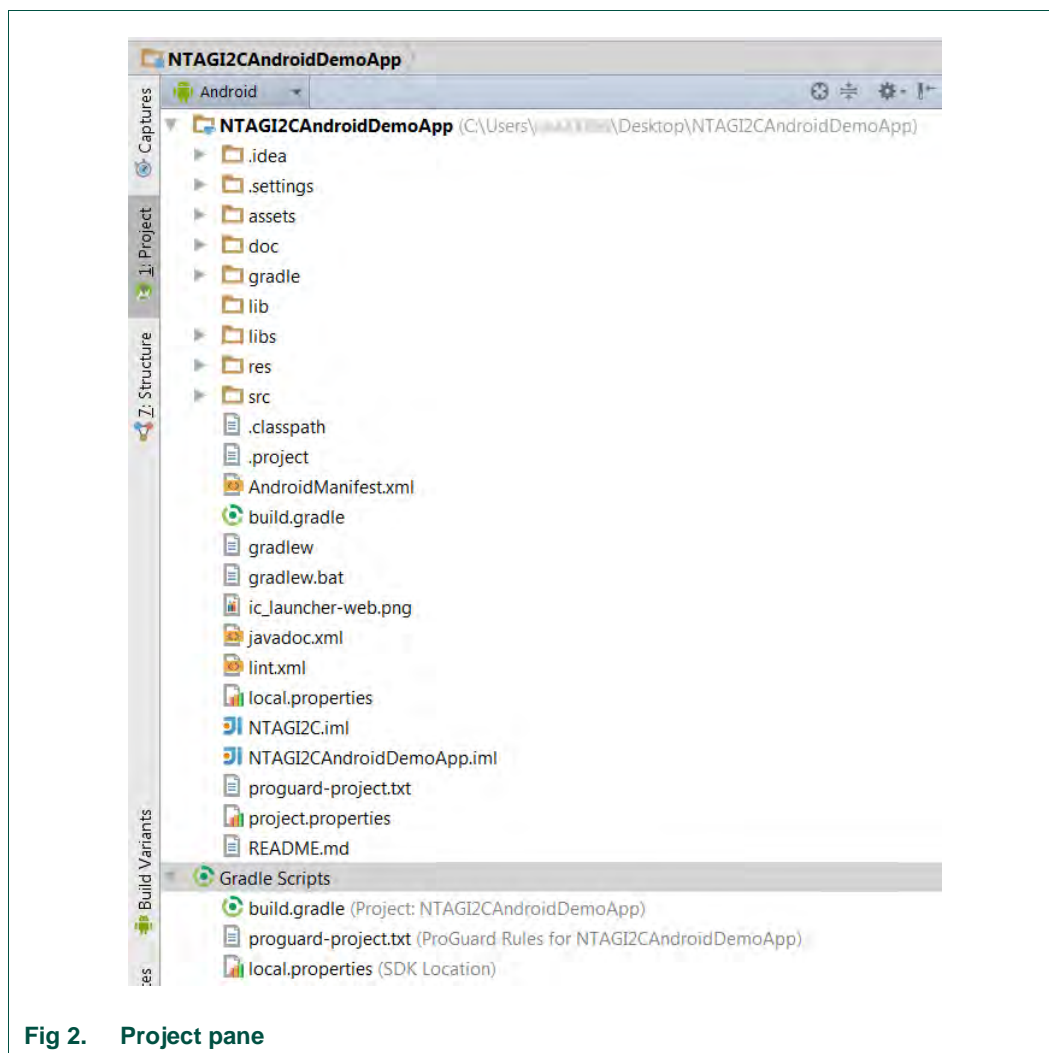 NTAGI2CAndroidDemoApp
Android
NTAGI2CAndroidDemoApp (C:\Users\ \Desktop\NTAGI2CAndroidDemoApp)
.idea
.settings
assets
doc
gradle
lib
libs
res
src
.classpath
.project
AndroidManifest.xml
build.gradle
gradlew
gradlew.bat
ic_launcher-web.png
javadoc.xml
lint.xml
local.properties
NTAGI2C.iml
NTAGI2CAndroidDemoApp.iml
proguard-project.txt
project.properties
README.md
Gradle Scripts
build.gradle (Project: NTAGI2CAndroidDemoApp)
proguard-project.txt (ProGuard Rules for NTAGI2CAndroidDemoApp)
local.properties (SDK Location)
Captures
1: Project
7: Structure
Build Variants
Fig 2. Project pane